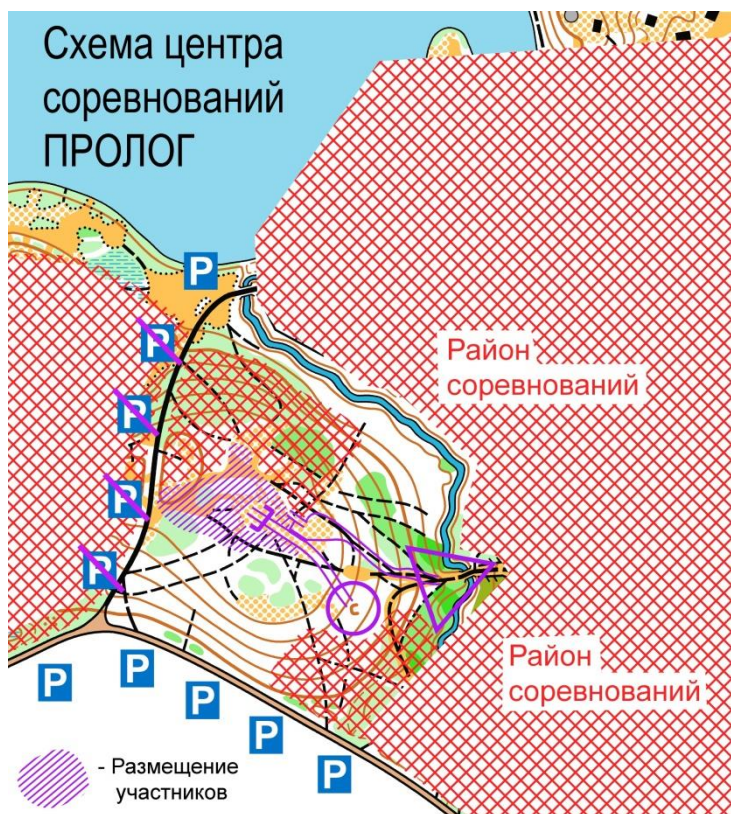 Схема центра
соревнований
ПРОЛОГ
P
P
P
P
P
Район
соревнований
с
Район
соревнований
P
P
P
P
P
- Размещение
участников